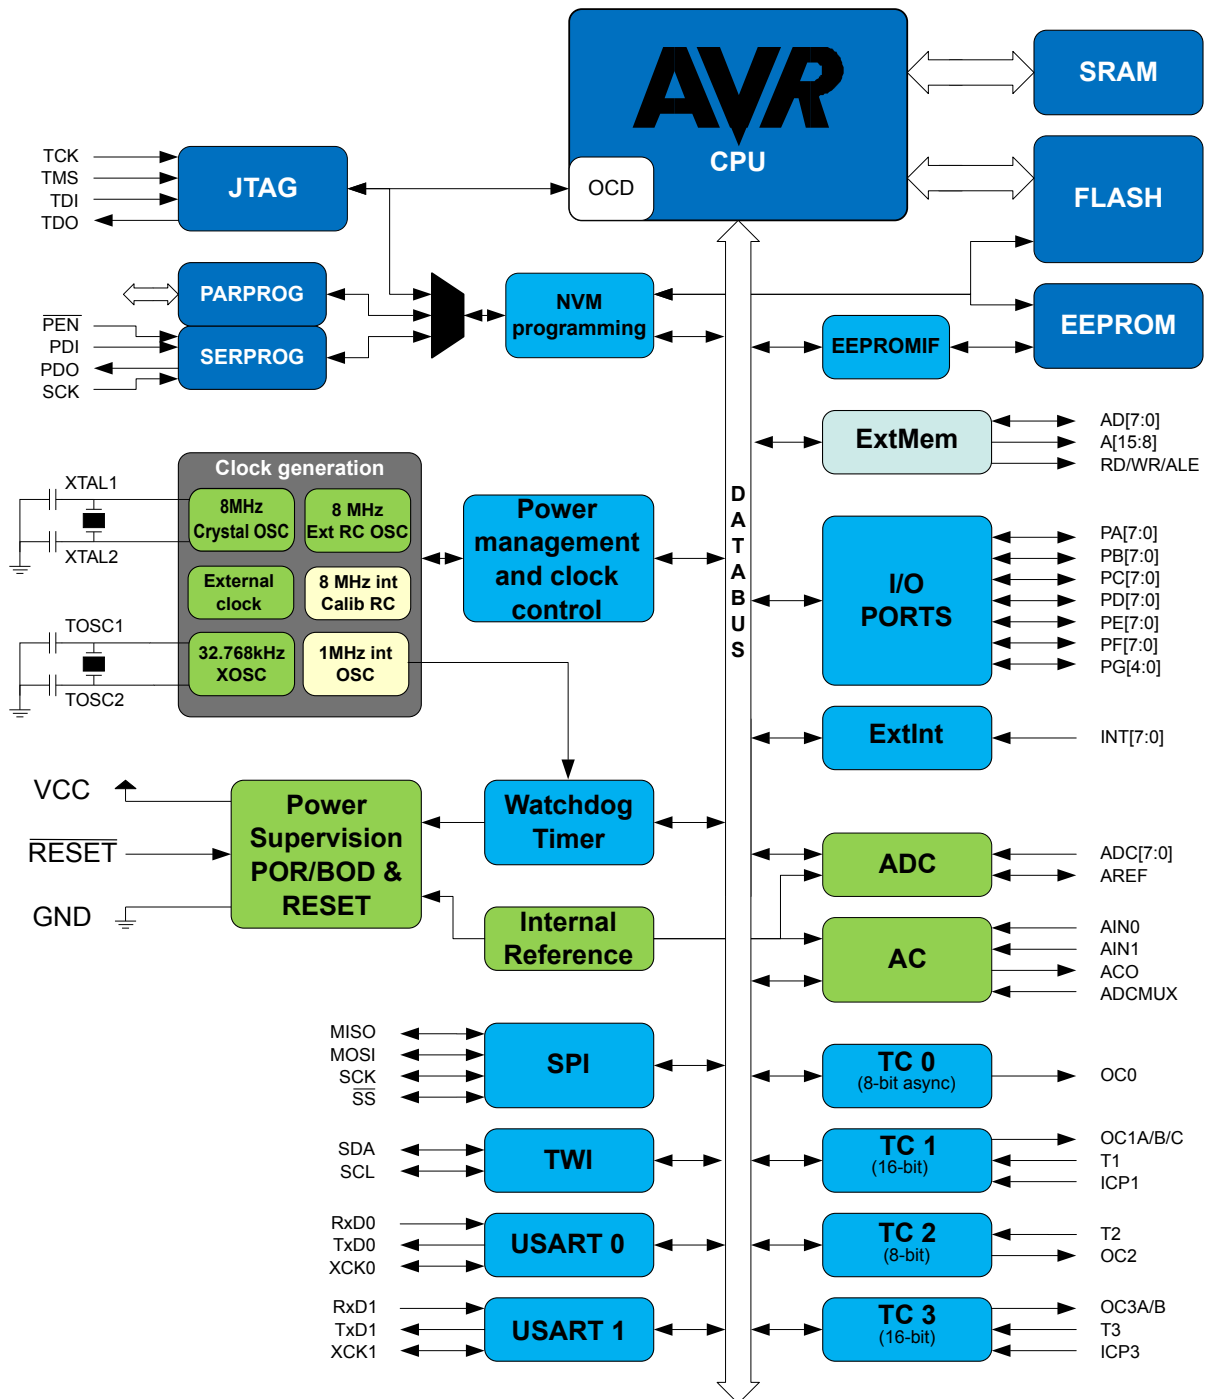 AVR
CPU
OCD
SRAM
FLASH
EEPROM
TCK
TMS
TDI
TDO
JTAG
PARPROG
PEN
PDI
PDO
SCK
SERPROG
NVM
programming
EEPROMIF
ExtMem
AD[7:0]
A[15:8]
RD/WR/ALE
Clock generation
XTAL1
XTAL2
8MHz
Crystal OSC
8 MHz
Ext RC OSC
External
clock
8 MHz int
Calib RC
TOSC1
TOSC2
32.768kHz
XOSC
1MHz int
OSC
Power
management
and clock
control
DATABUS
I/O
PORTS
PA[7:0]
PB[7:0]
PC[7:0]
PD[7:0]
PE[7:0]
PF[7:0]
PG[4:0]
ExtInt
INT[7:0]
VCC
RESET
GND
Power
Supervision
POR/BOD &
RESET
Watchdog
Timer
Internal
Reference
ADC
ADC[7:0]
AREF
AC
AIN0
AIN1
ACO
ADCMUX
MISO
MOSI
SCK
SS
SPI
TC 0
(8-bit async)
OC0
SDA
SCL
TWI
TC 1
(16-bit)
OC1A/B/C
T1
ICP1
RxD0
TxD0
XCK0
USART 0
TC 2
(8-bit)
T2
OC2
RxD1
TxD1
XCK1
USART 1
TC 3
(16-bit)
OC3A/B
T3
ICP3